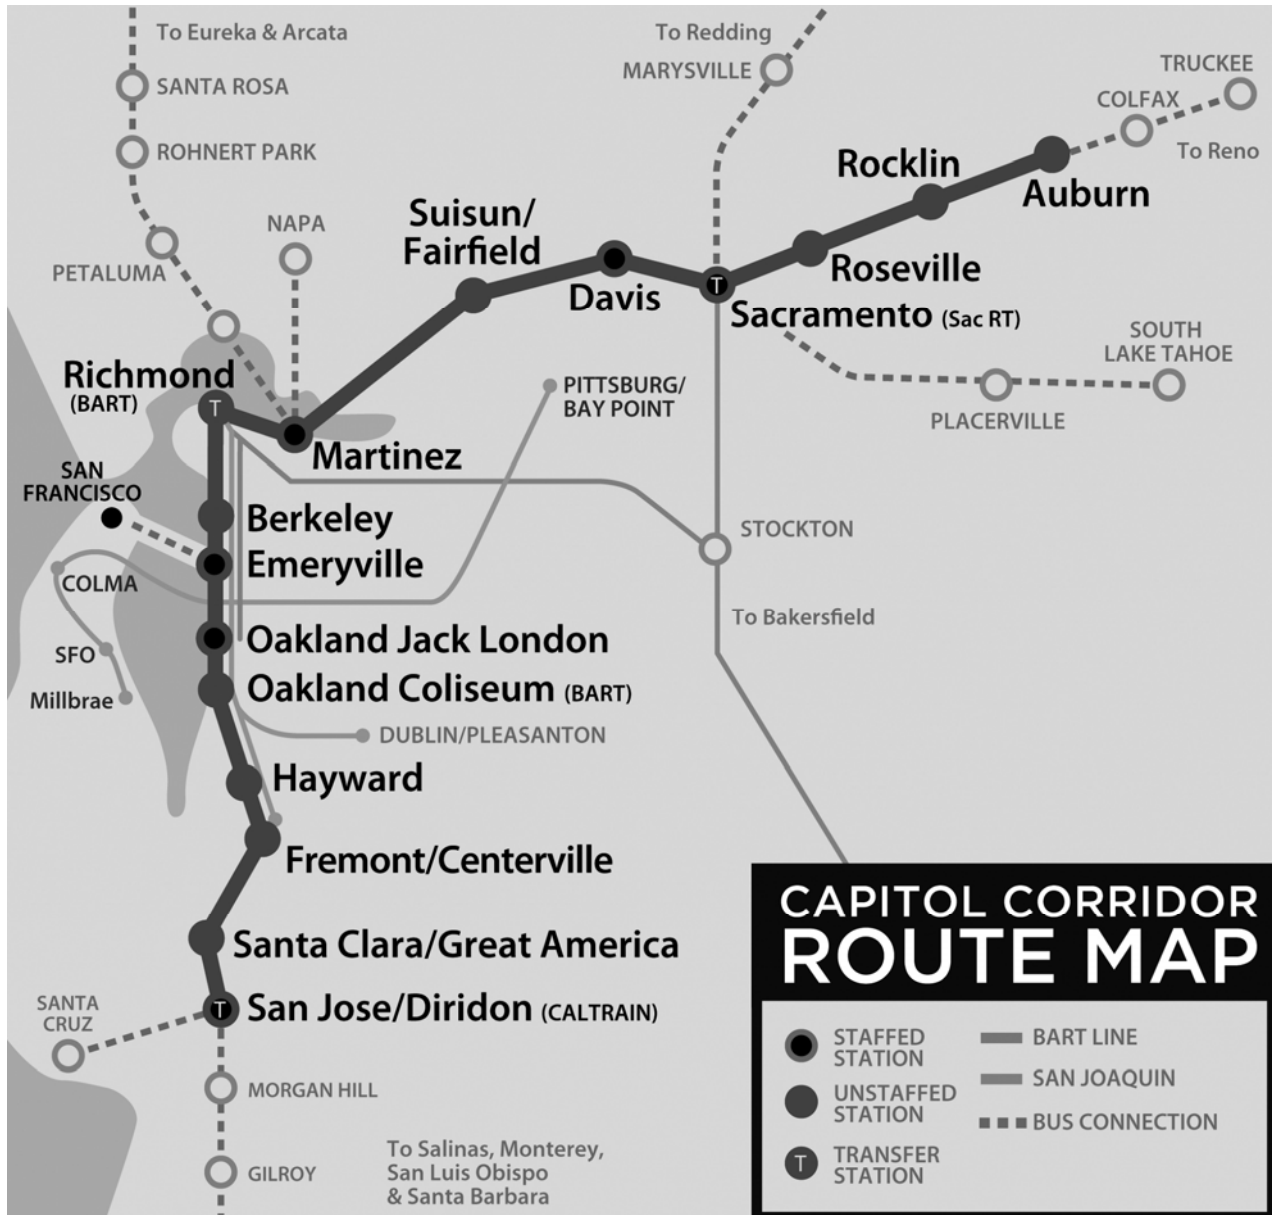 To Eureka & Arcata
SANTA ROSA
ROHNERT PARK
PETALUMA
NAPA
To Redding
MARYSVILLE
TRUCKEE
COLFAX
To Reno
Rocklin
Auburn
Suisun/
Fairfield
Davis
Roseville
Sacramento (Sac RT)
SOUTH
LAKE TAHOE
PLACERVILLE
Richmond
(BART)
T
T
PITTSBURG/
BAY POINT
Martinez
SAN
FRANCISCO
Berkeley
Emeryville
STOCKTON
COLMA
To Bakersfield
SFO
Oakland Jack London
Millbrae
Oakland Coliseum (BART)
DUBLIN/PLEASANTON
Hayward
Fremont/Centerville
Santa Clara/Great America
SANTA
CRUZ
T
San Jose/Diridon (CALTRAIN)
MORGAN HILL
GILROY
To Salinas, Monterey,
San Luis Obispo
& Santa Barbara
CAPITOL CORRIDOR
ROUTE MAP
STAFFED
STATION
UNSTAFFED
STATION
T
TRANSFER
STATION
BART LINE
SAN JOAQUIN
BUS CONNECTION